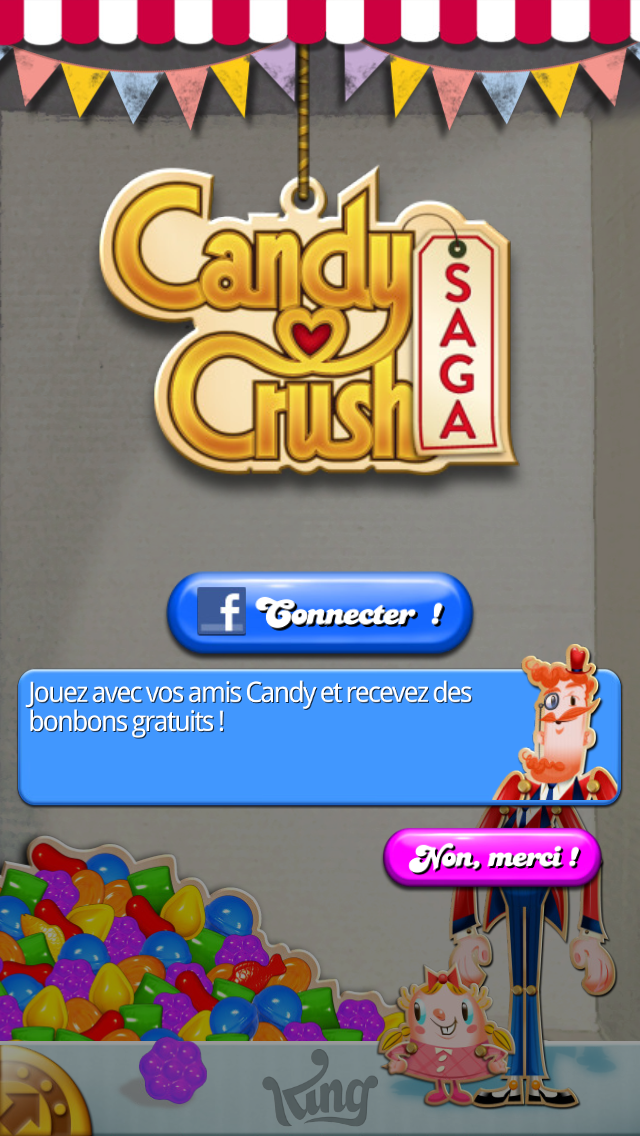 Candy
Crush
SAGA
f Connecter !
Jouez avec vos amis Candy et recevez des
bonbons gratuits !
Non, merci !
King